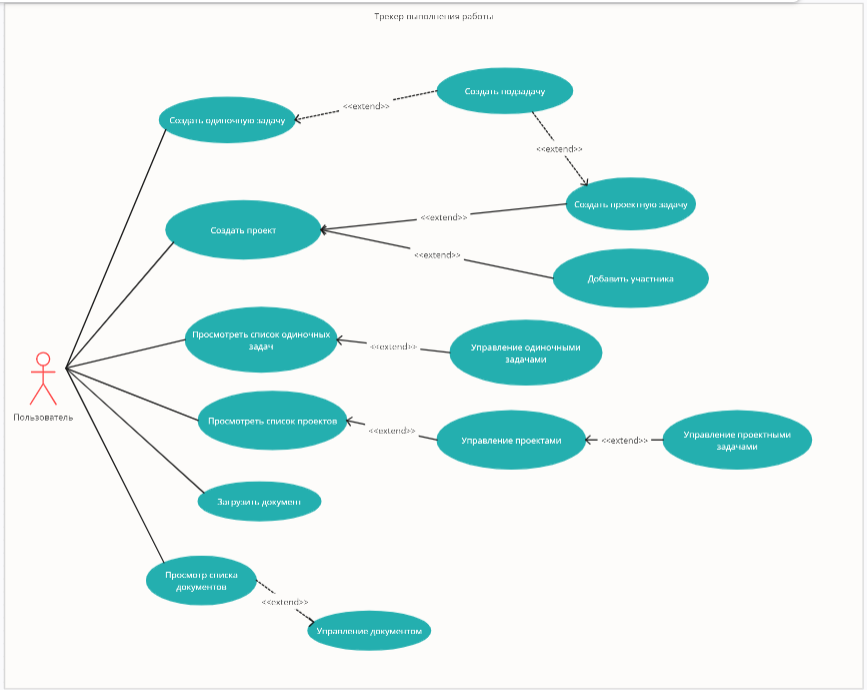 Трекер выполнения работы
Создать подзадачу
<<extend>>
Создать одиночную задачу
<<extend>>
Создать проектную задачу
<<extend>>
Создать проект
<<extend>>
Добавить участника
Просмотреть список одиночных
задач
<<extend>>
Управление одиночными
задачами
Пользователь
Просмотреть список проектов
<<extend>>
Управление проектами
<<extend>>
Управление проектными
задачами
Загрузить документ
Просмотр списка
документов
<<extend>>
Управление документом